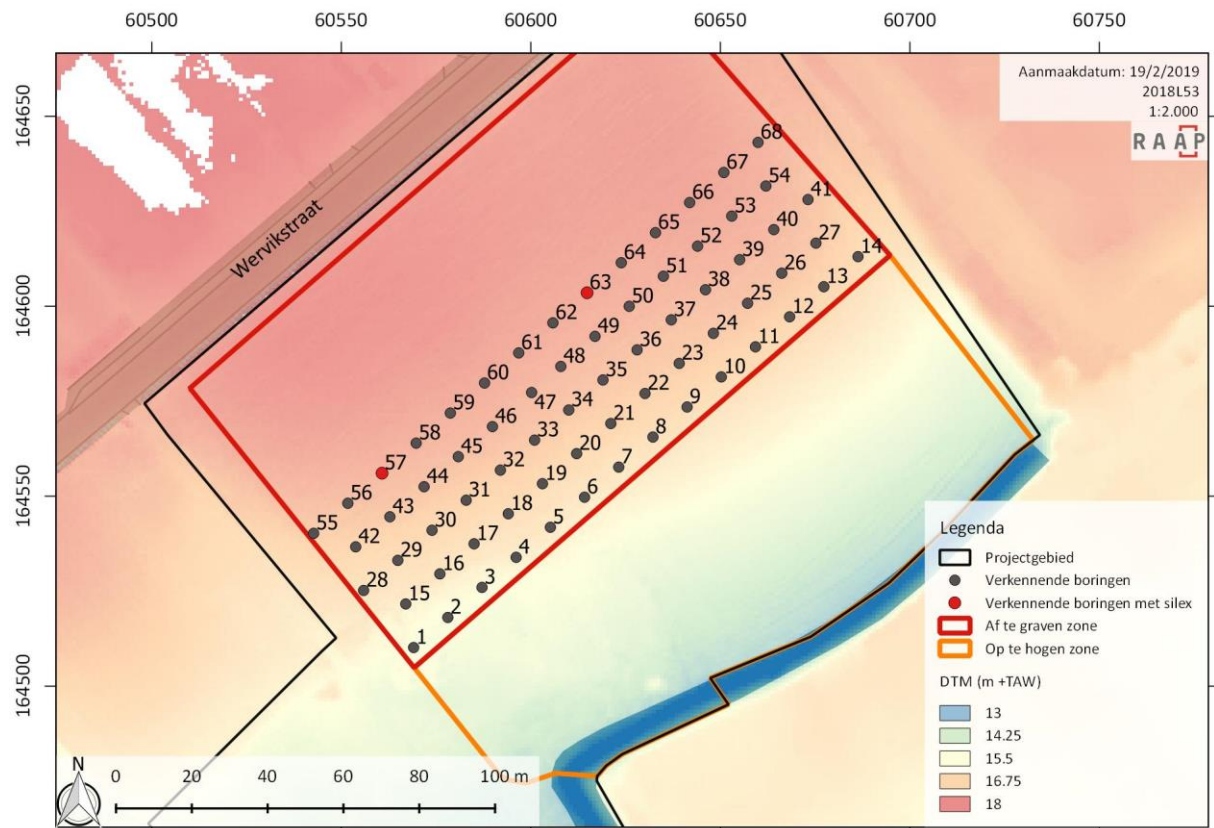 60500 60550 60600 60650 60700 60750
Aanmaakdatum: 19/2/2019
2018L53
1:2.000
RAAP
164650
164600
164550
164500
Wervikstraat
68
67 54
66 53 41
65 52 40 27
64 51 39 26 14
63 50 38 25 13
62 49 37 24 12
61 48 36 23 11
60 47 35 22 10
59 46 34 21 9
58 45 33 20 8
57 44 32 19 7
56 43 31 18 6
55 42 30 17 5
29 16 4
28 15 3
2
1
Legenda
Projectgebied
Verkennende boringen
Verkennende boringen met silex
Af te graven zone
Op te hogen zone
DTM (m +TAW)
13
14.25
15.5
16.75
18
N
0 20 40 60 80 100 m